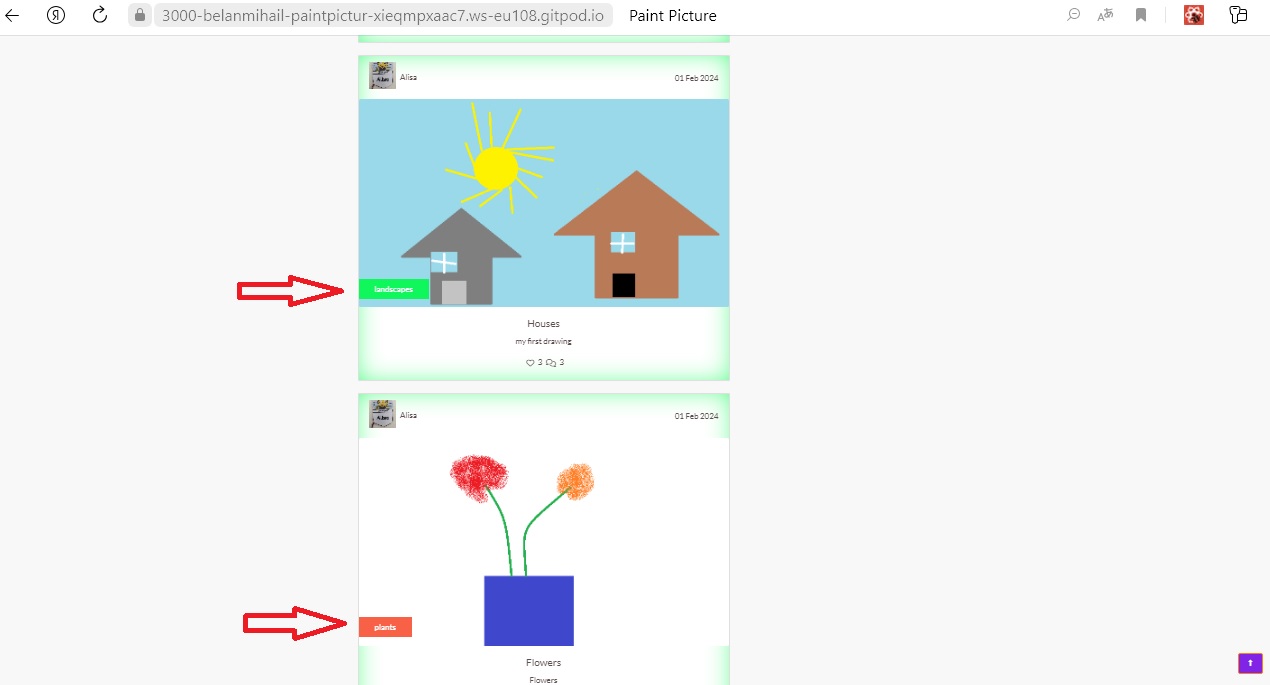 3000-belanmihail-paintpictur-xieqmpxaac7.ws-eu108.gitpod.io Paint Picture
Alisa 01 Feb 2024
landscapes
Houses
my first drawing
3 3
Alisa 01 Feb 2024
plants
Flowers
Flowers